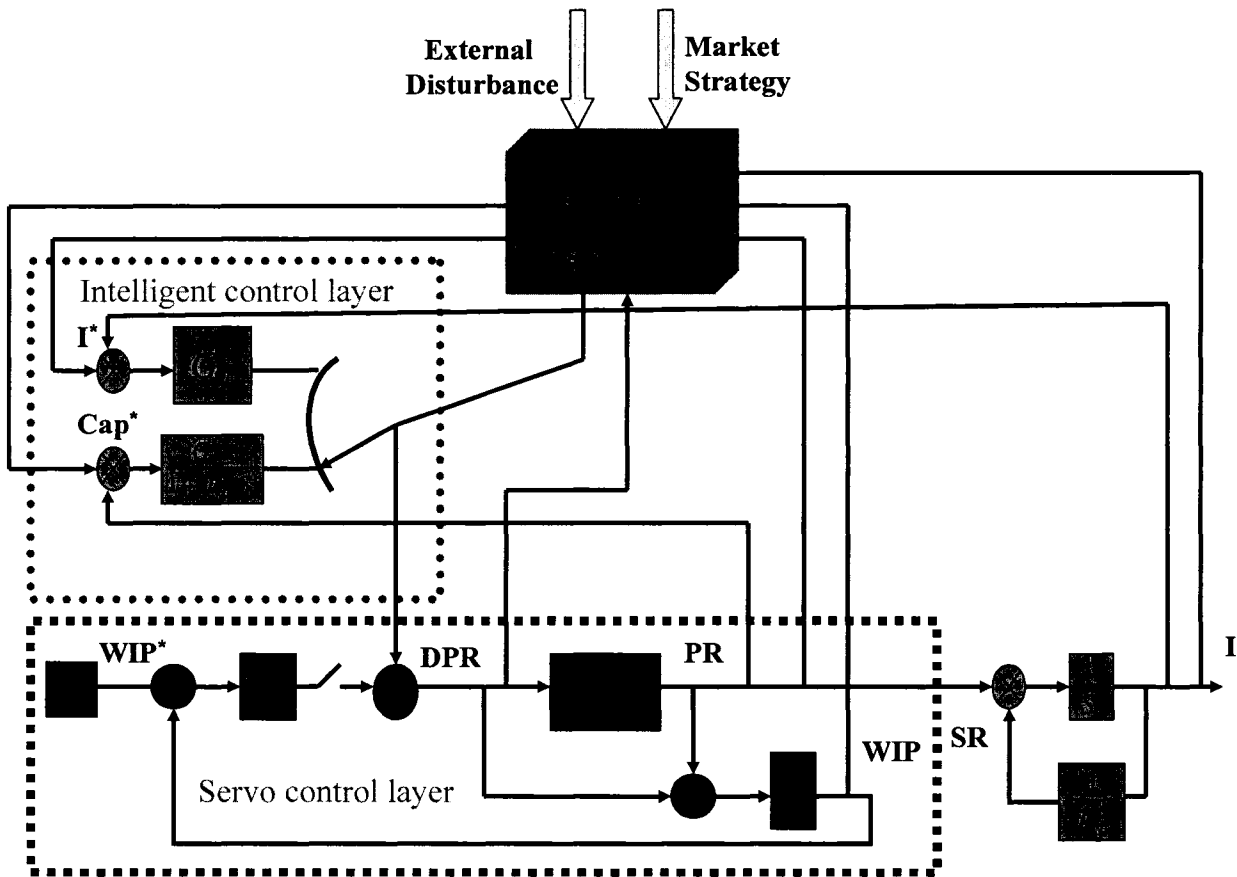 External
Disturbance
Market
Strategy
Intelligent control layer
I*
Cap*
WIP*
DPR
PR
I
SR
WIP
Servo control layer